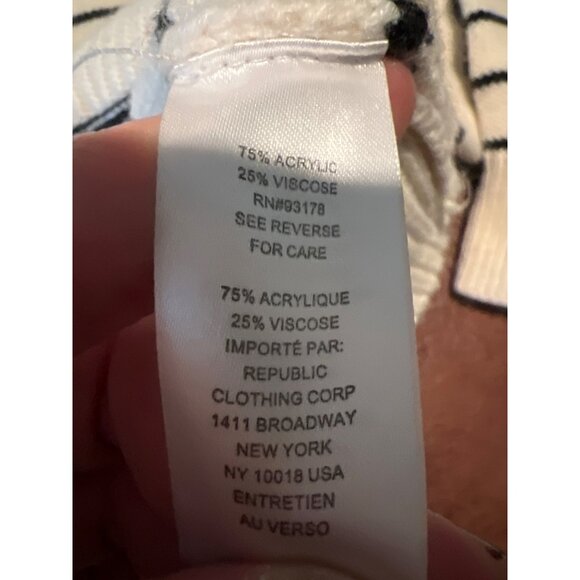 75% ACRYLIC
25% VISCOSE
RN#93178
SEE REVERSE
FOR CARE
75% ACRYLIQUE
25% VISCOSE
IMPORTÉ PAR:
REPUBLIC
CLOTHING CORP
1411 BROADWAY
NEW YORK
NY 10018 USA
ENTRETIEN
AU VERSO